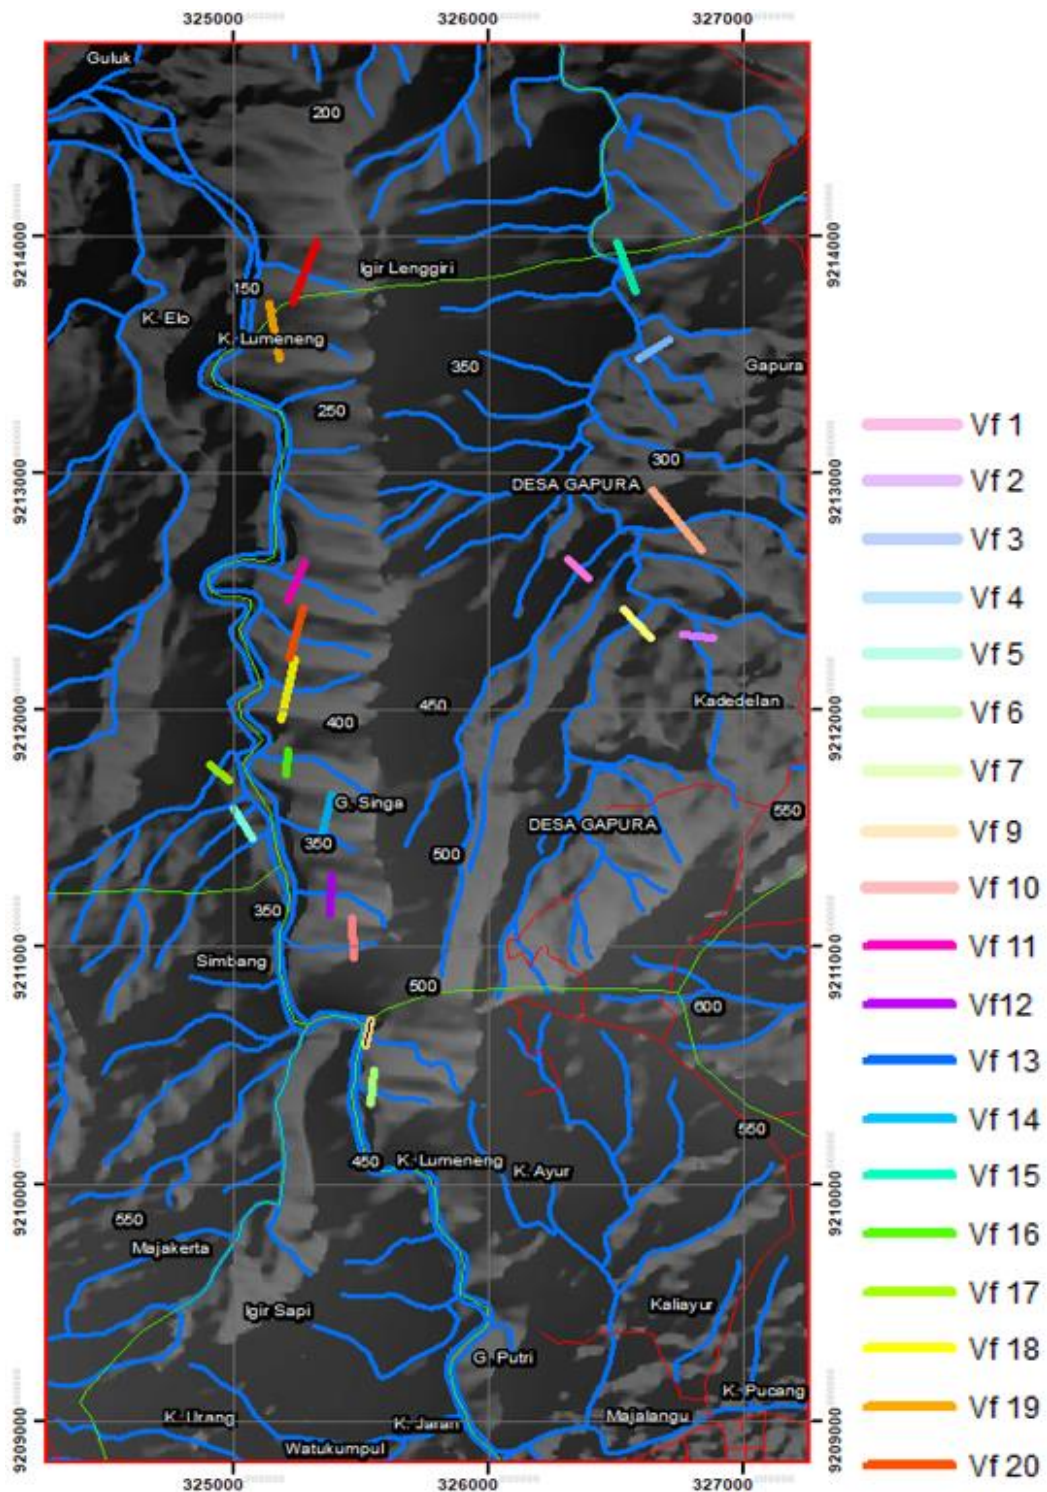 325000 326000 327000
Guluk
200
9214000 9214000
Igir Lenggiri
150
K. Elo
K. Lumeneng
350
Gapura
250
Vf 1
300
9213000 9213000
DESA GAPURA
Vf 2
Vf 3
Vf 4
Vf 5
Kadedelan
450
9212000 9212000
400
Vf 6
Vf 7
G. Singa
550
DESA GAPURA
Vf 9
350
500
Vf 10
350
9211000 9211000
Vf 11
Simbang
500
Vf12
600
Vf 13
Vf 14
550
450
K. Lumeneng
K. Ayur
Vf 15
9210000 9210000
550
Vf 16
Majakerta
Vf 17
Igir Sapi
Kaliayur
Vf 18
G. Putri
K. Pucang
Vf 19
K. Urang
K. Jaran
Majalangu
9209000 9209000
Watukumpul
Vf 20
325000 326000 327000